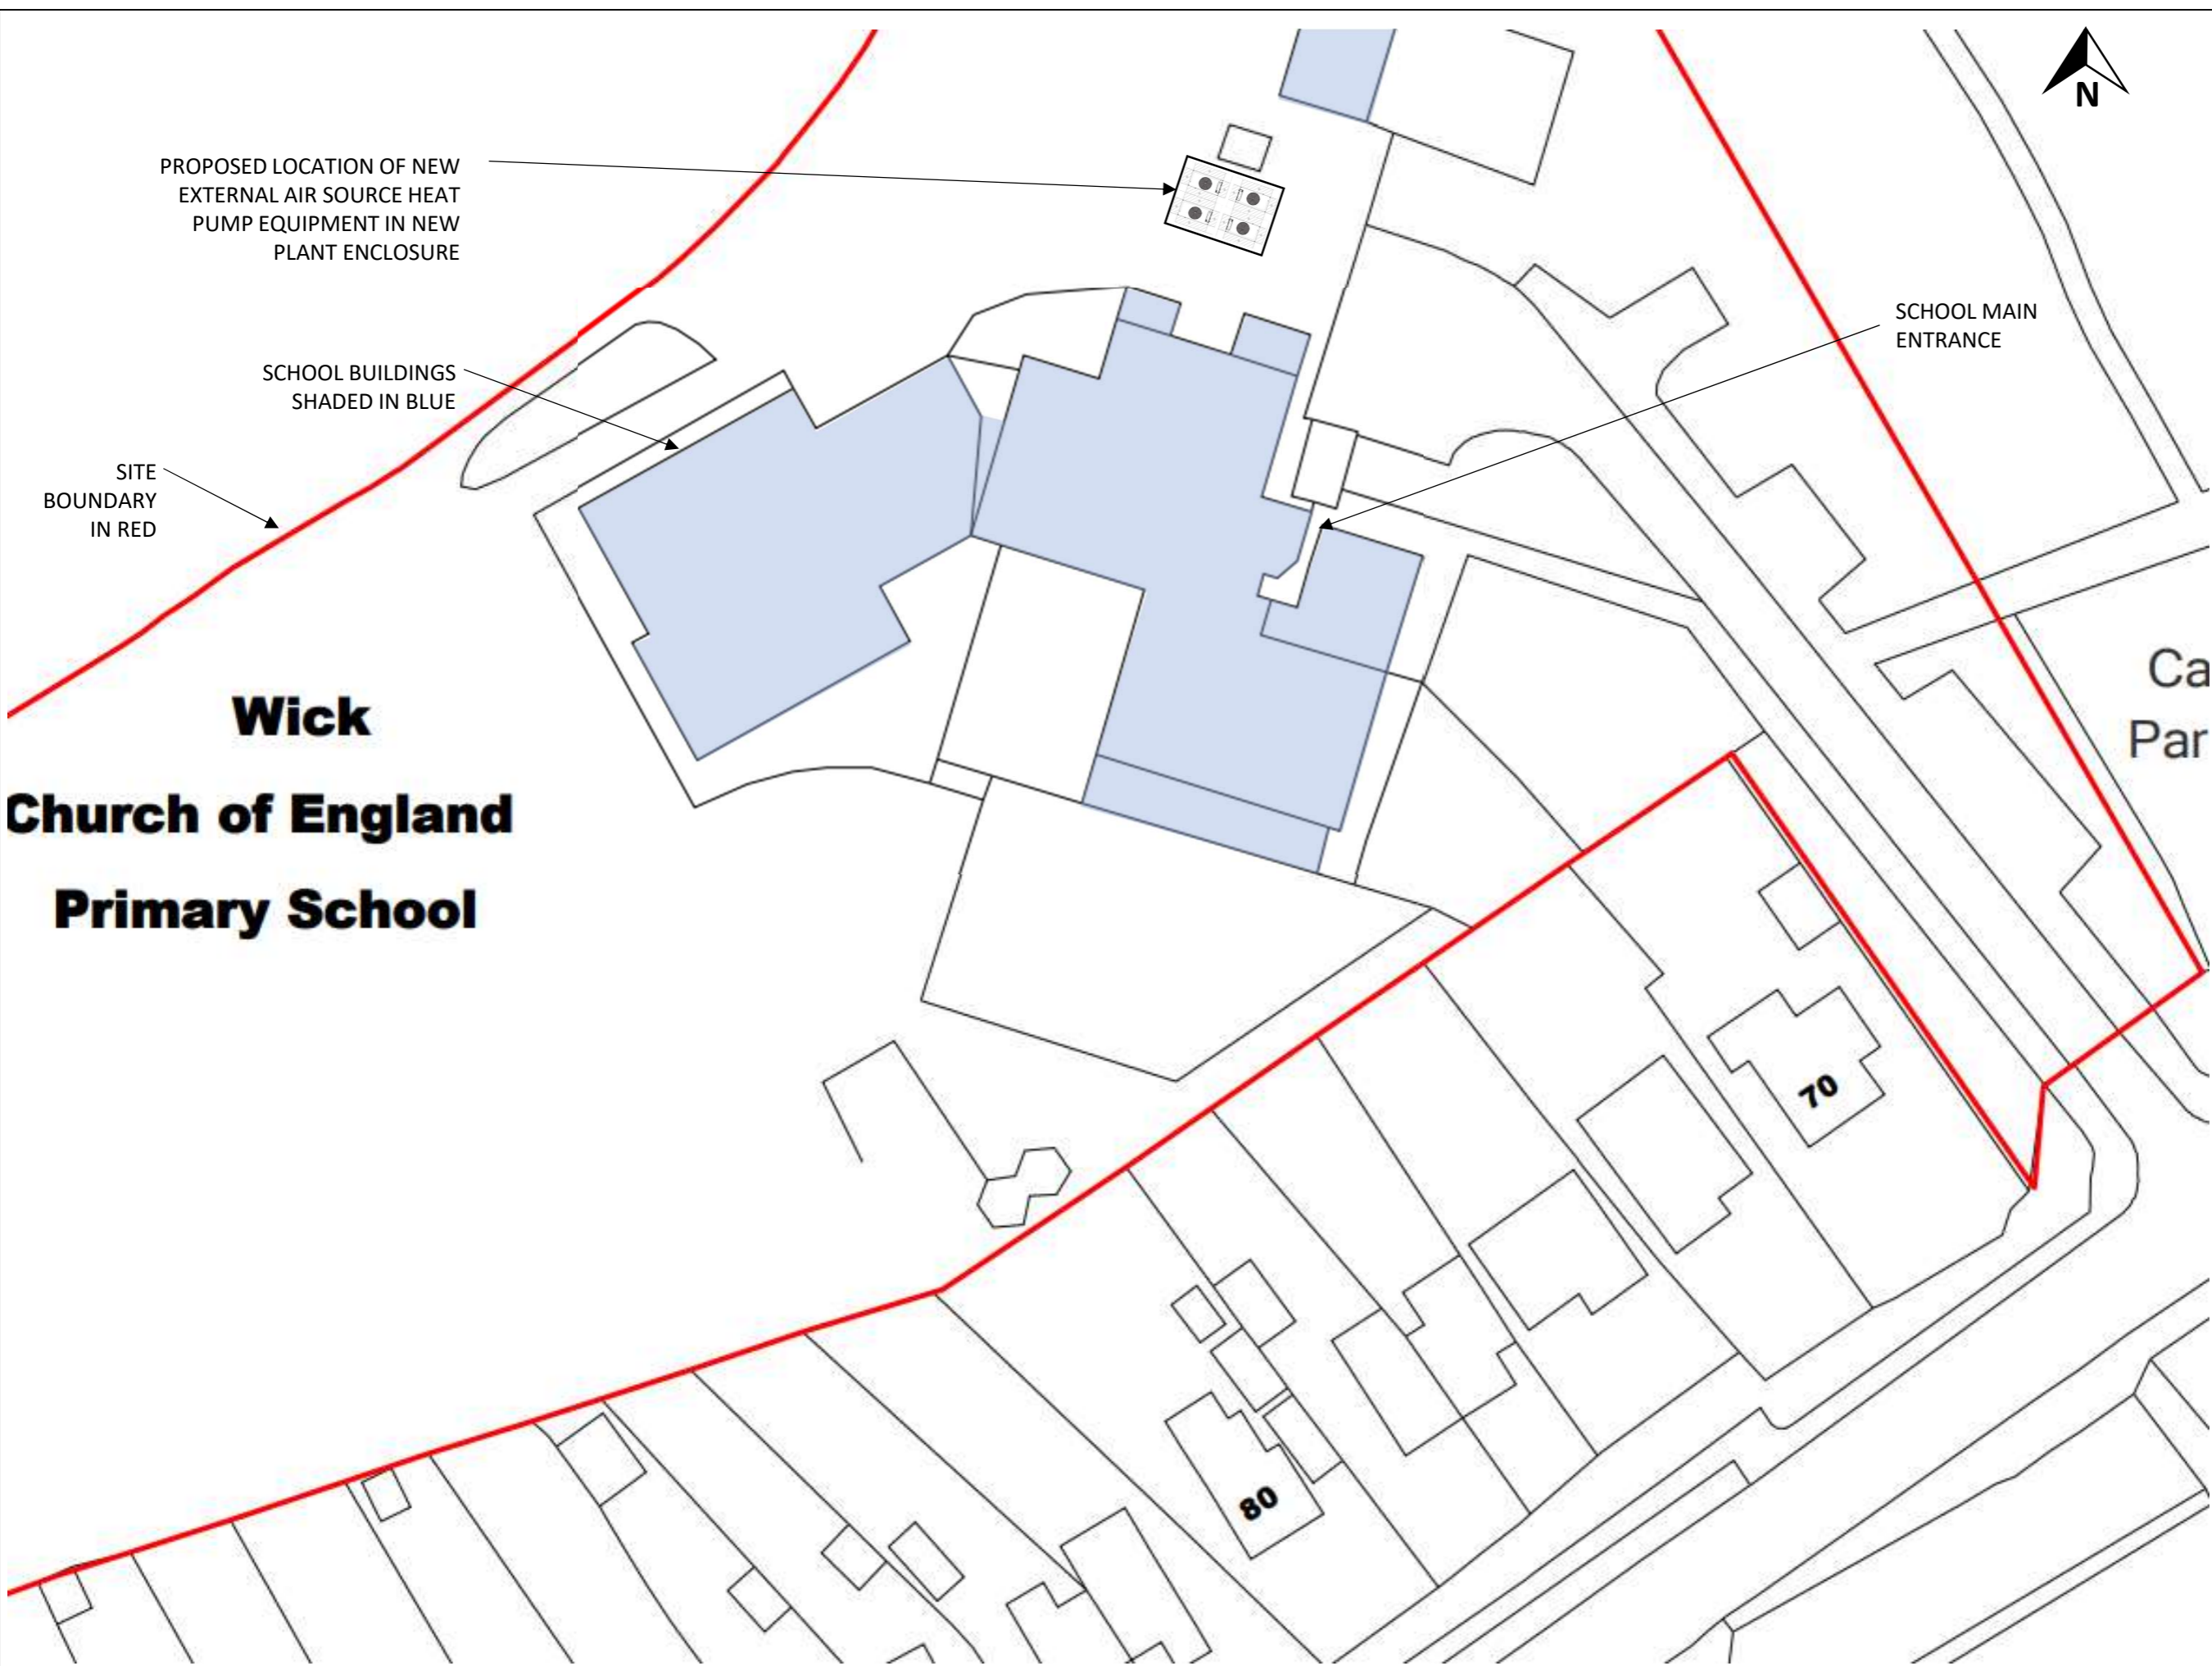 N
PROPOSED LOCATION OF NEW
EXTERNAL AIR SOURCE HEAT
PUMP EQUIPMENT IN NEW
PLANT ENCLOSURE
SCHOOL MAIN
ENTRANCE
SCHOOL BUILDINGS
SHADED IN BLUE
SITE
BOUNDARY
IN RED
Wick
Church of England
Primary School
Ca
Par
70
80